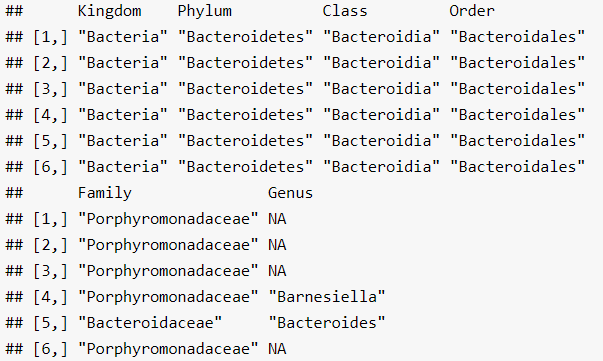 ##      Kingdom    Phylum          Class         Order
## [1,] "Bacteria" "Bacteroidetes" "Bacteroidia" "Bacteroidales"
## [2,] "Bacteria" "Bacteroidetes" "Bacteroidia" "Bacteroidales"
## [3,] "Bacteria" "Bacteroidetes" "Bacteroidia" "Bacteroidales"
## [4,] "Bacteria" "Bacteroidetes" "Bacteroidia" "Bacteroidales"
## [5,] "Bacteria" "Bacteroidetes" "Bacteroidia" "Bacteroidales"
## [6,] "Bacteria" "Bacteroidetes" "Bacteroidia" "Bacteroidales"
##      Family               Genus
## [1,] "Porphyromonadaceae" NA
## [2,] "Porphyromonadaceae" NA
## [3,] "Porphyromonadaceae" NA
## [4,] "Porphyromonadaceae" "Barnesiella"
## [5,] "Bacteroidaceae"     "Bacteroides"
## [6,] "Porphyromonadaceae" NA